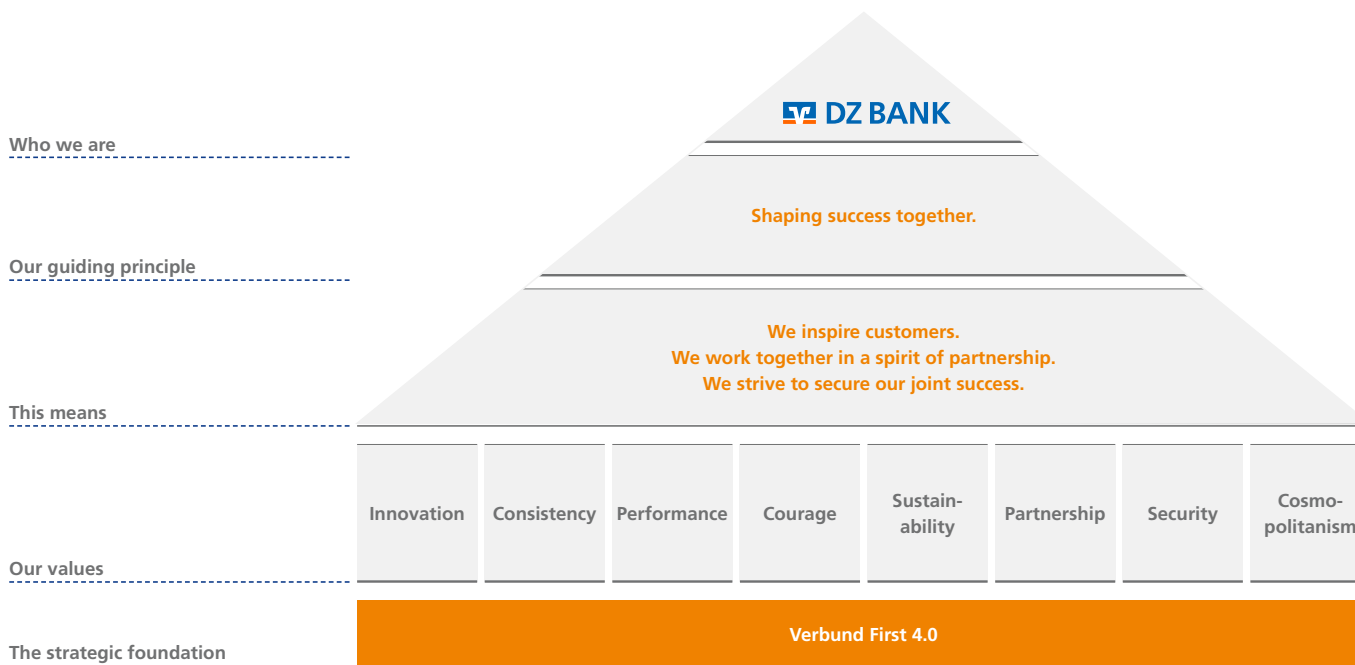 DZ BANK
Who we are
Shaping success together.
Our guiding principle
We inspire customers.
We work together in a spirit of partnership.
We strive to secure our joint success.
This means
Innovation
Consistency
Performance
Courage
Sustain-
ability
Partnership
Security
Cosmo-
politanism
Our values
Verbund First 4.0
The strategic foundation